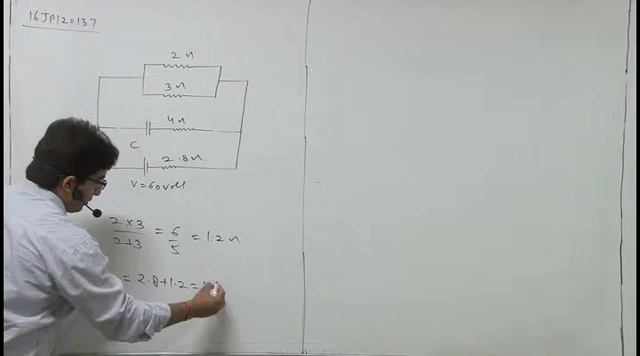 16JP120137
2 Ω
3 Ω
4 Ω
C
2.8 Ω
V = 60 volt
2 × 3 / 2 + 3 = 6 / 5 = 1.2 Ω
= 2.8 + 1.2 =